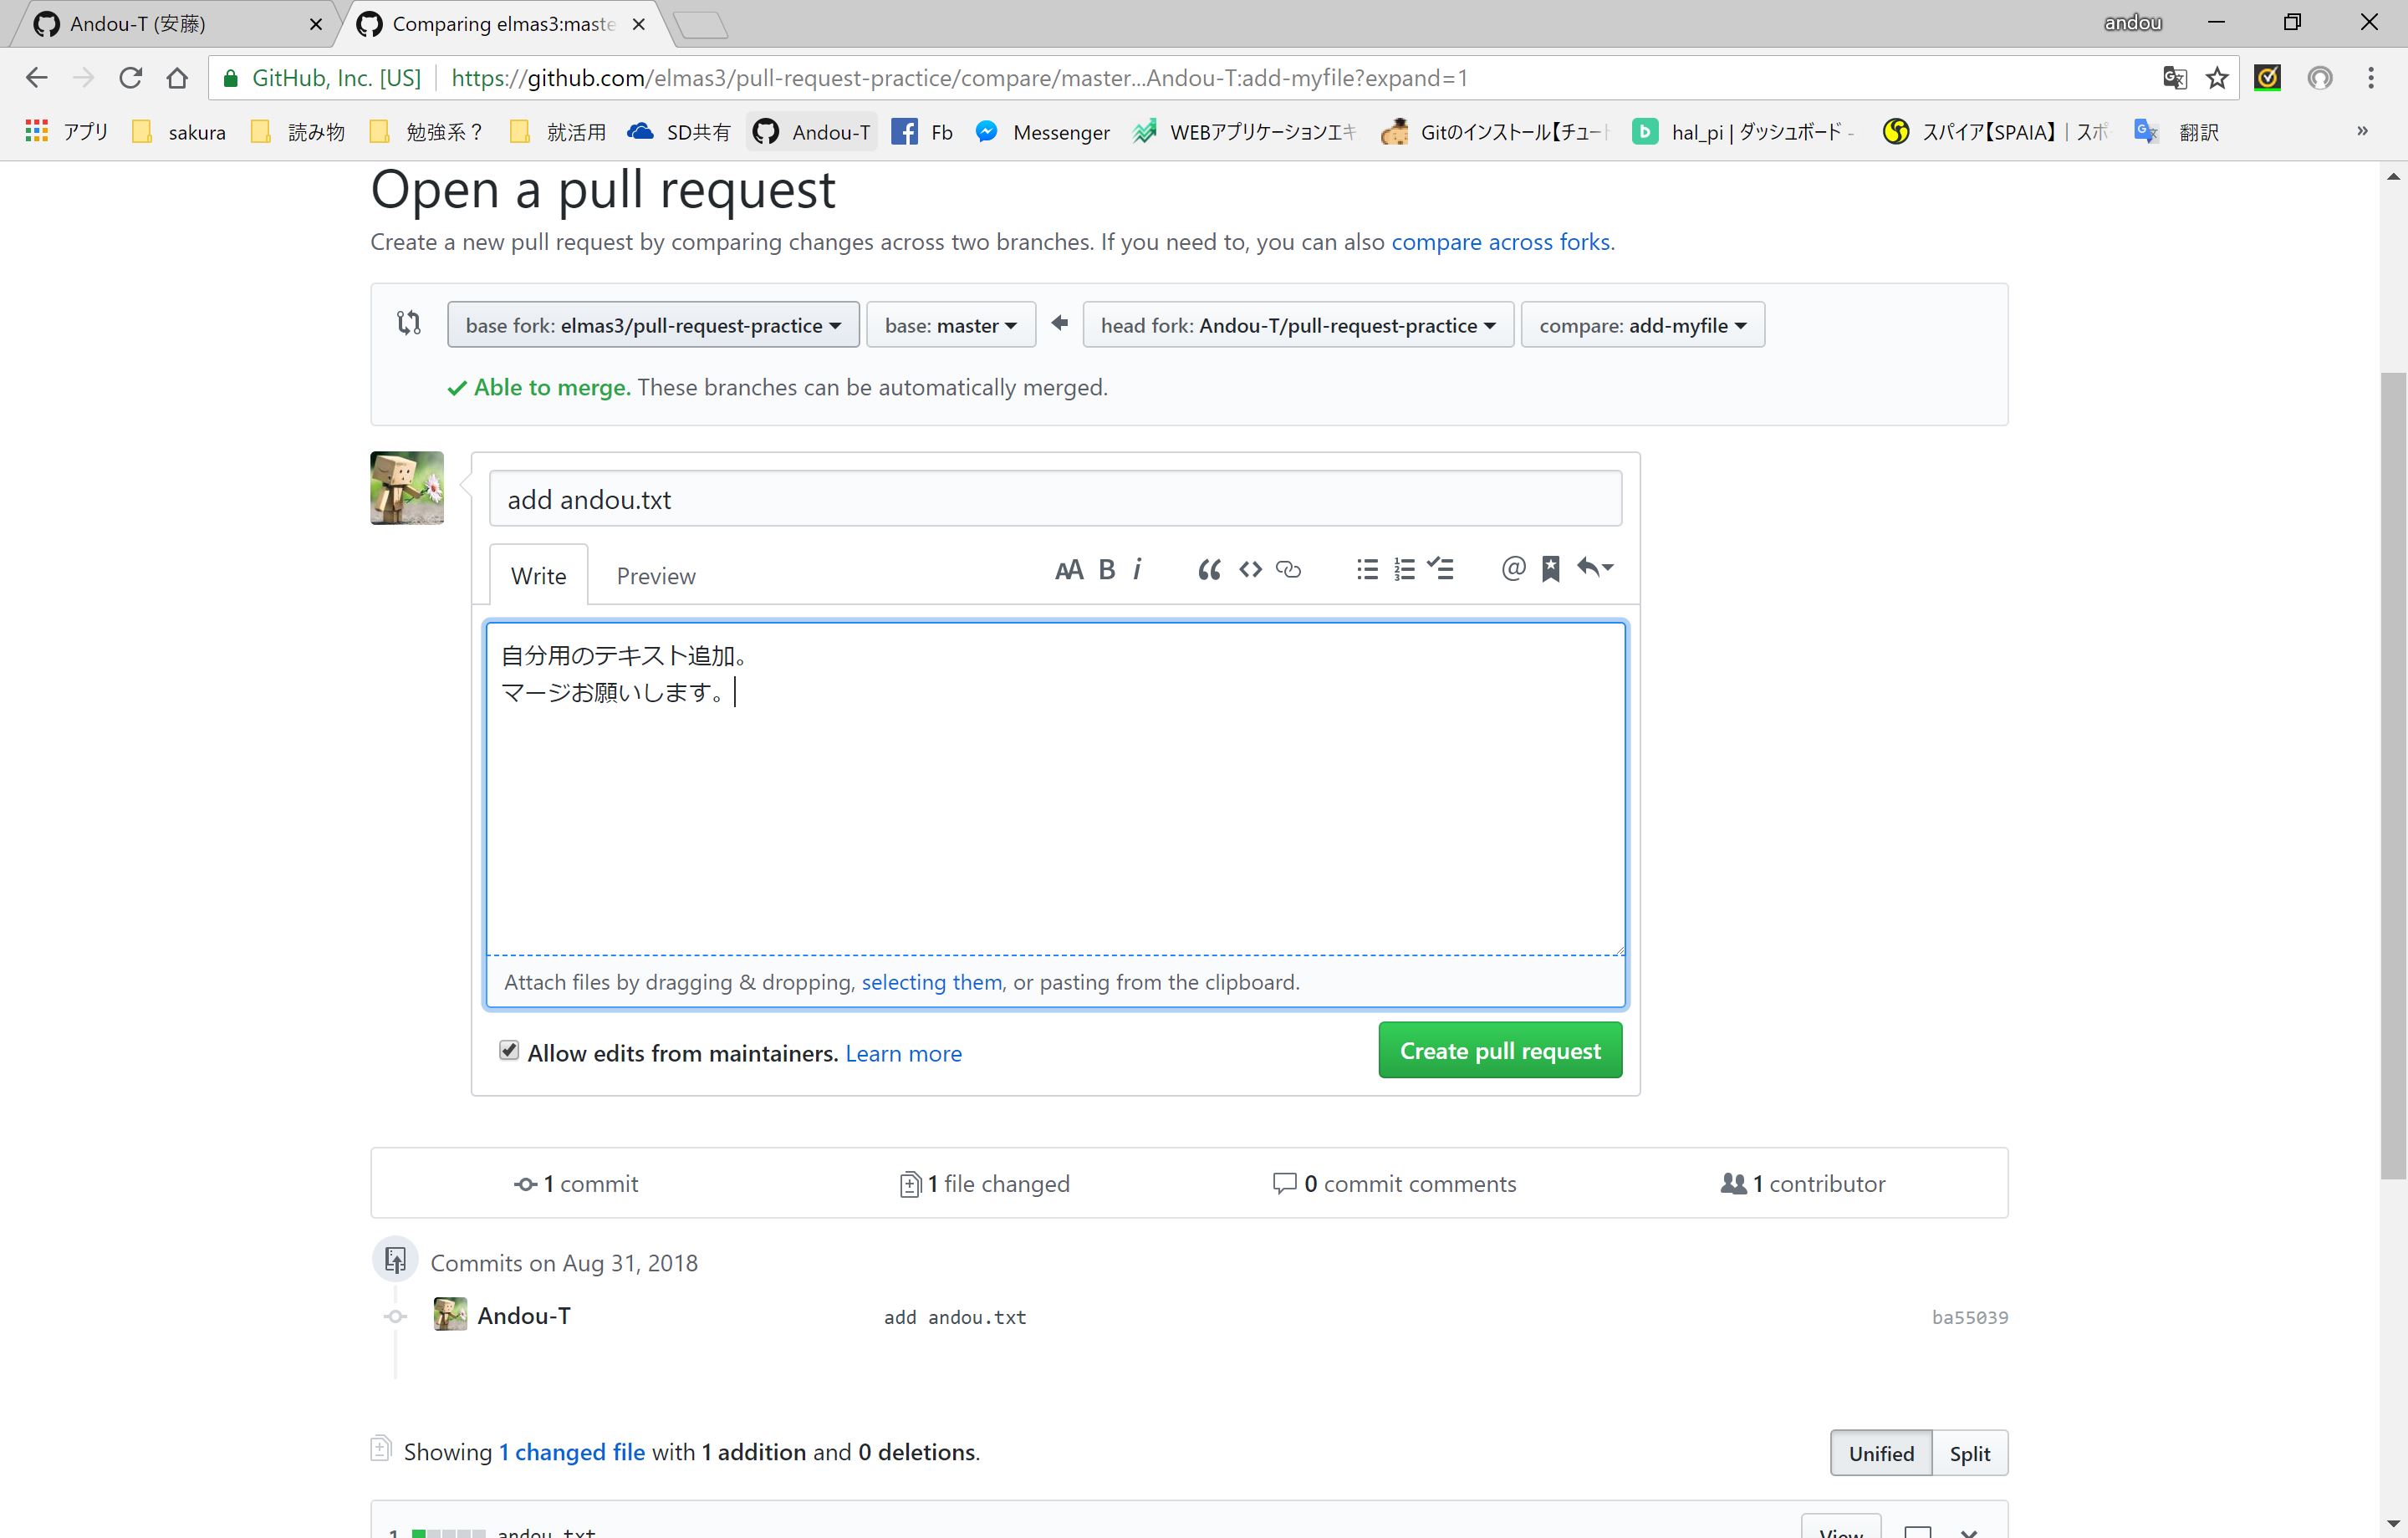 Andou-T (安藤)
Comparing elmas3:maste
andou
GitHub, Inc. [US]
https://github.com/elmas3/pull-request-practice/compare/master...Andou-T:add-myfile?expand=1
アプリ
sakura
読み物
勉強系？
就活用
SD共有
Andou-T
Fb
Messenger
WEBアプリケーションエキ
Gitのインストール【チュート
hal_pi | ダッシュボード -
スパイア【SPAIA】 | スポ
翻訳
»
Open a pull request
Create a new pull request by comparing changes across two branches. If you need to, you can also compare across forks.
base fork: elmas3/pull-request-practice
base: master
head fork: Andou-T/pull-request-practice
compare: add-myfile
Able to merge. These branches can be automatically merged.
add andou.txt
Write
Preview
AA B i
@
自分用のテキスト追加。
マージお願いします。
Attach files by dragging & dropping, selecting them, or pasting from the clipboard.
Allow edits from maintainers. Learn more
Create pull request
1 commit
1 file changed
0 commit comments
1 contributor
Commits on Aug 31, 2018
Andou-T
add andou.txt
ba55039
Showing 1 changed file with 1 addition and 0 deletions.
Unified
Split
1
andou.txt
View